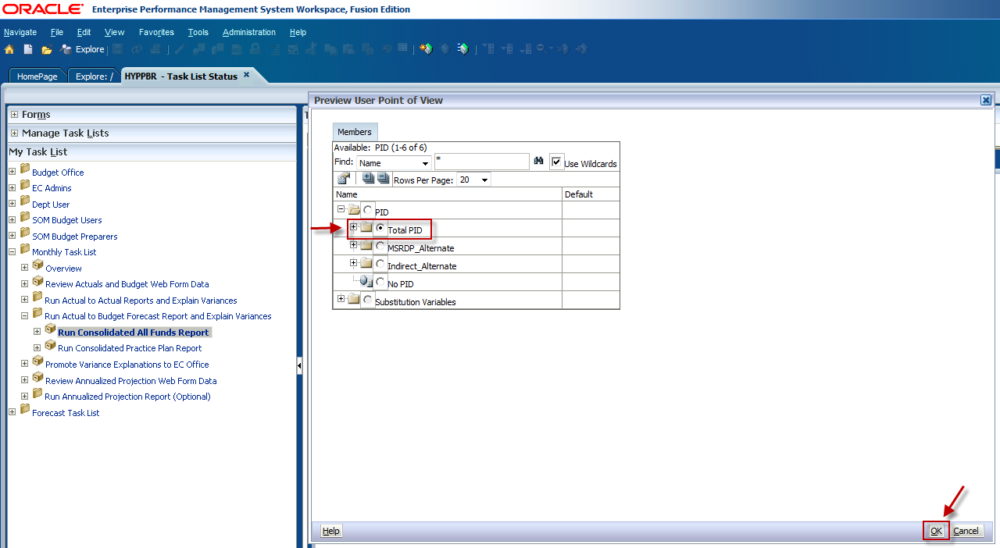 ORACLE® Enterprise Performance Management System Workspace, Fusion Edition
Navigate File Edit View Favorites Tools Administration Help
Explore
HomePage Explore: / HYPPBR - Task List Status
Forms
Manage Task Lists
My Task List
Budget Office
EC Admins
Dept User
SOM Budget Users
SOM Budget Preparers
Monthly Task List
Overview
Review Actuals and Budget Web Form Data
Run Actual to Actual Reports and Explain Variances
Run Actual to Budget Forecast Report and Explain Variances
Run Consolidated All Funds Report
Run Consolidated Practice Plan Report
Promote Variance Explanations to EC Office
Review Annualized Projection Web Form Data
Run Annualized Projection Report (Optional)
Forecast Task List
Preview User Point of View
Members
Available: PID (1-6 of 6)
Find: Name * Use Wildcards
Rows Per Page: 20
Name Default
PID
Total PID
MSRDP_Alternate
Indirect_Alternate
No PID
Substitution Variables
Help OK Cancel